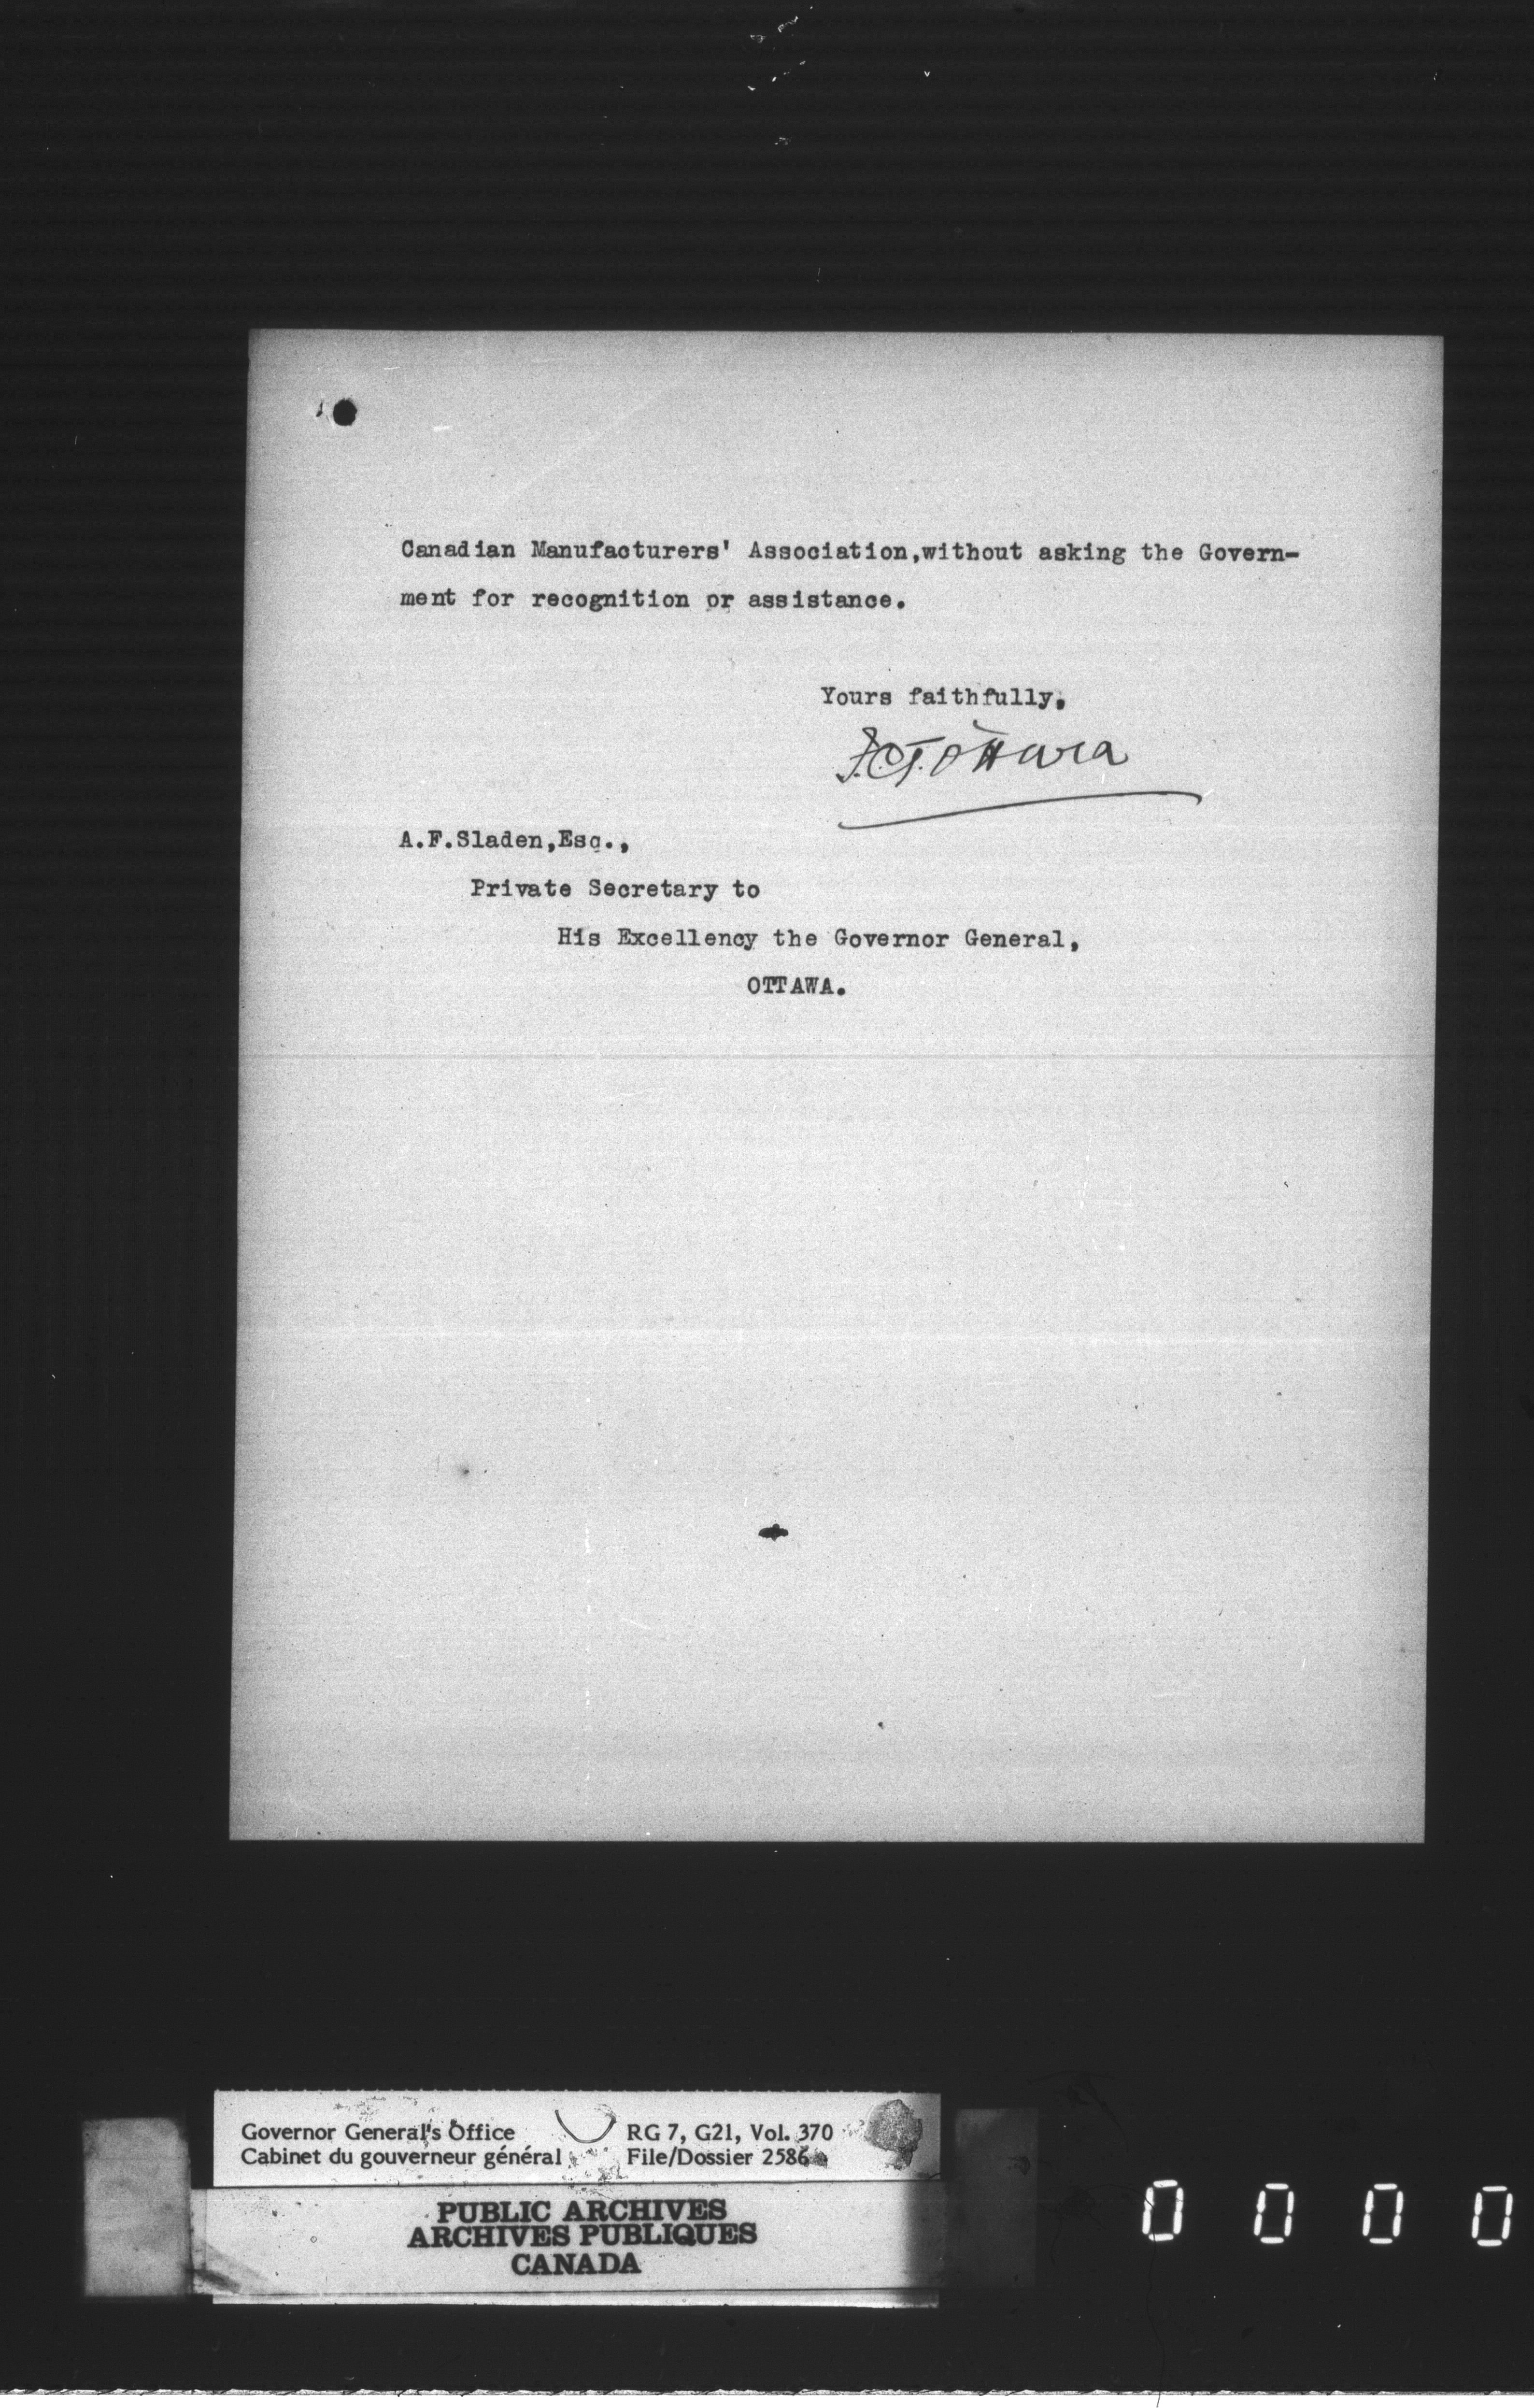 Canadian Manufacturers' Association,without asking the Govern-
ment for recognition or assistance.
Yours faithfully,
F.C.T. O'Hara
A.F.Sladen,Esq.,
Private Secretary to
His Excellency the Governor General,
OTTAWA.
Governor General's Office
Cabinet du gouverneur général
RG 7, G21, Vol. 370
File/Dossier 2586
PUBLIC ARCHIVES
ARCHIVES PUBLIQUES
CANADA
0 0 0 0